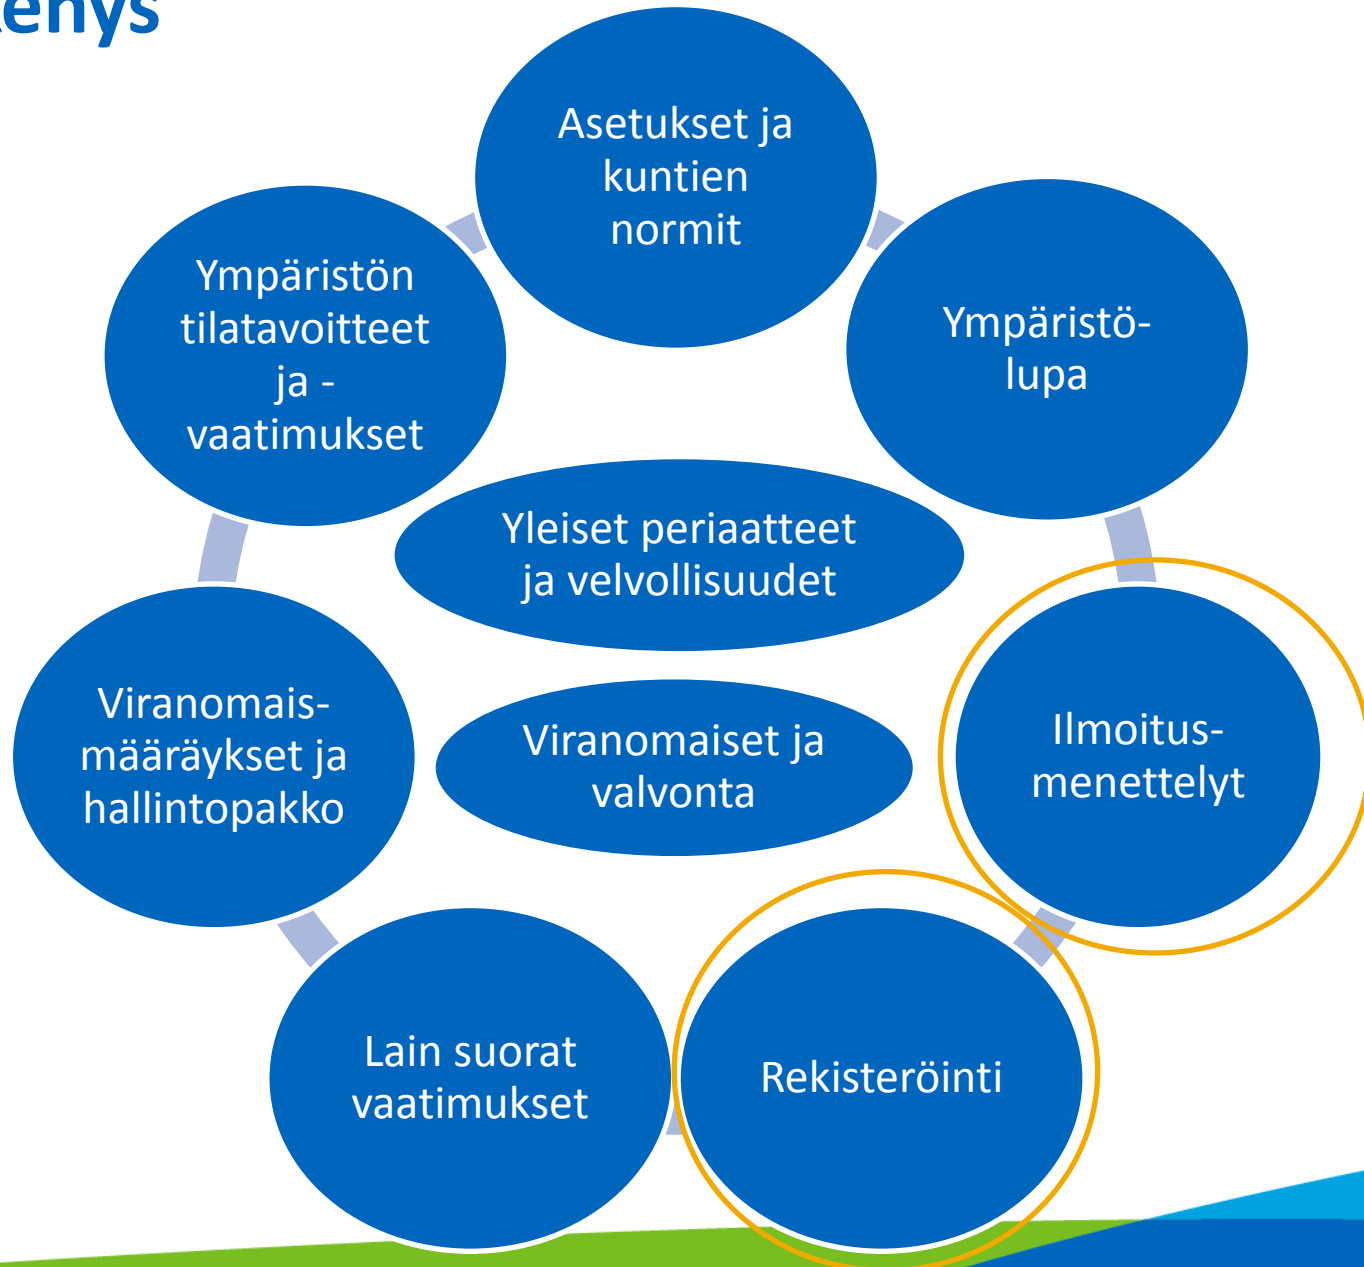 Asetukset ja
kuntien
normit
Ympäristö-
lupa
Ilmoitus-
menettelyt
Rekisteröinti
Lain suorat
vaatimukset
Viranomais-
määräykset ja
hallintopakko
Ympäristön
tilatavoitteet
ja -
vaatimukset
Yleiset periaatteet
ja velvollisuudet
Viranomaiset ja
valvonta